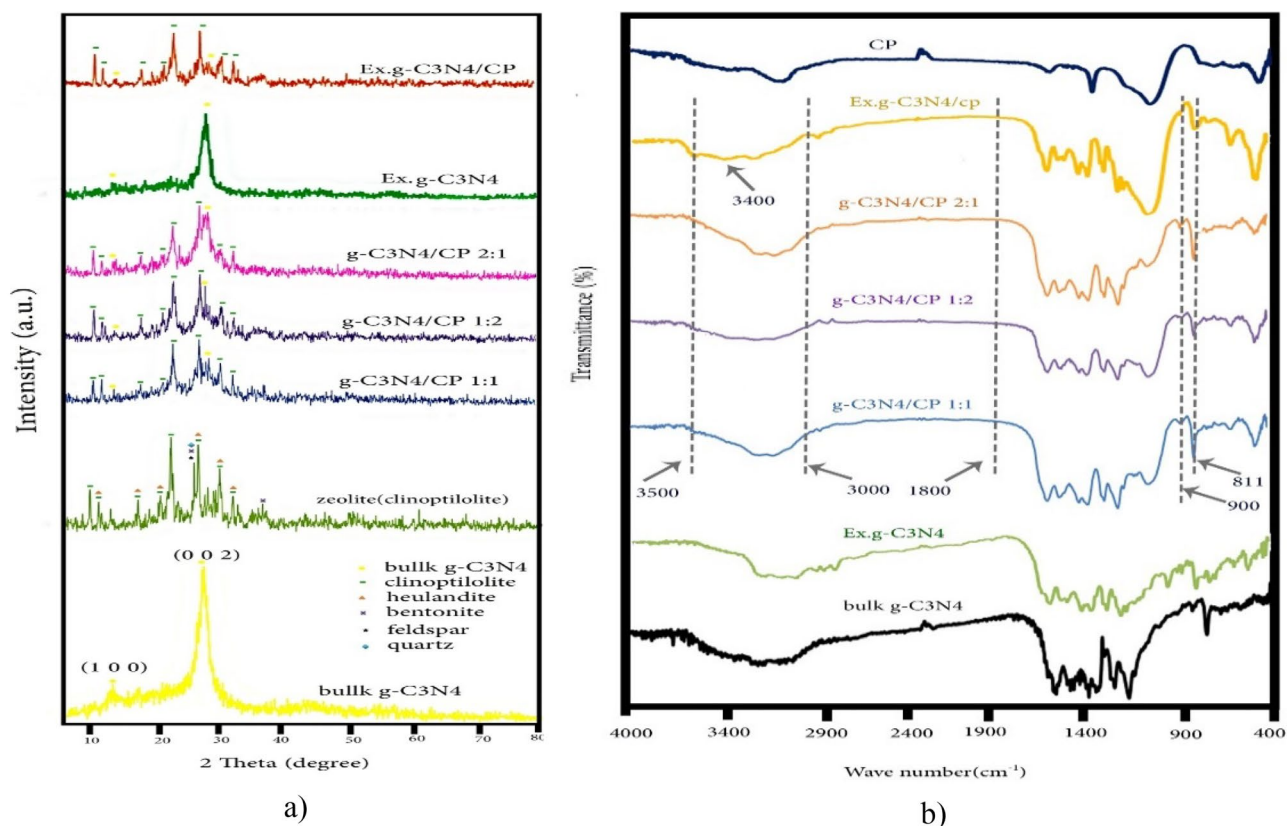 Ex.g-C3N4/CP
Ex.g-C3N4
g-C3N4/CP 2:1
g-C3N4/CP 1:2
g-C3N4/CP 1:1
zeolite(clinoptilolite)
(0 0 2)
bullk g-C3N4
clinoptilolite
heulandite
bentonite
feldspar
quartz
(1 0 0)
bullk g-C3N4
Intensity (a.u.)
10 20 30 40 50 60 70 80
2 Theta (degree)
a)
CP
Ex.g-C3N4/cp
3400
g-C3N4/CP 2:1
g-C3N4/CP 1:2
g-C3N4/CP 1:1
3500
3000
1800
811
900
Ex.g-C3N4
bulk g-C3N4
Transmittance (%)
4000 3400 2900 2400 1900 1400 900 400
Wave number(cm-1)
b)